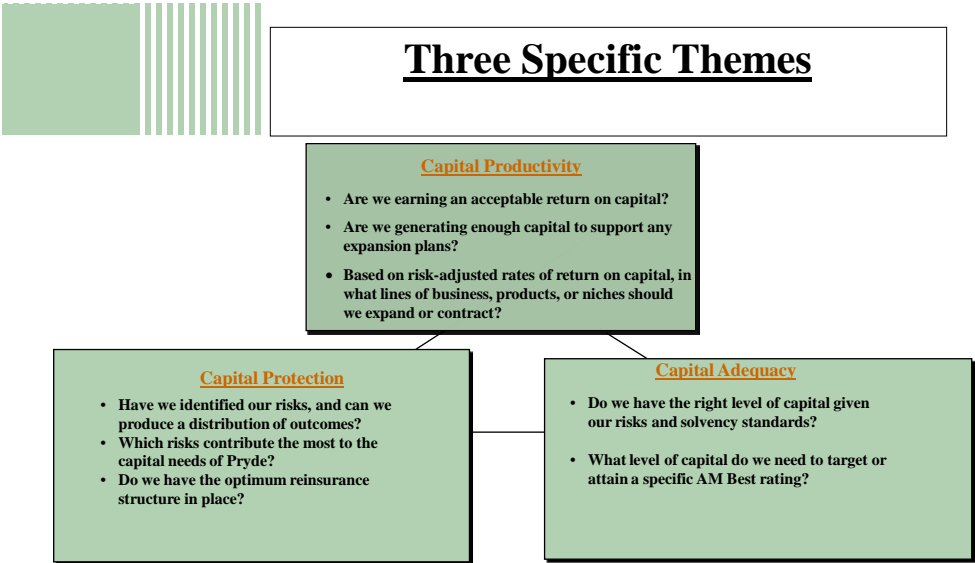 Three Specific Themes
Capital Productivity
• Are we earning an acceptable return on capital?
• Are we generating enough capital to support any
expansion plans?
• Based on risk-adjusted rates of return on capital, in
what lines of business, products, or niches should
we expand or contract?
Capital Protection
• Have we identified our risks, and can we
produce a distribution of outcomes?
• Which risks contribute the most to the
capital needs of Pryde?
• Do we have the optimum reinsurance
structure in place?
Capital Adequacy
• Do we have the right level of capital given
our risks and solvency standards?
• What level of capital do we need to target or
attain a specific AM Best rating?